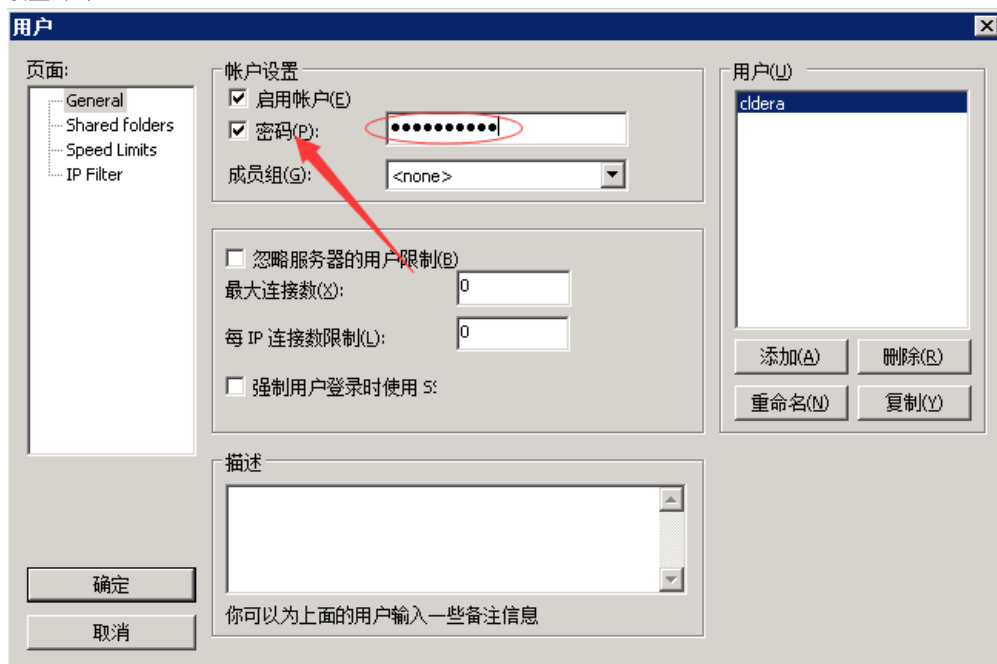 用户
页面:
General
Shared folders
Speed Limits
IP Filter
帐户设置
启用帐户(E)
密码(P):
●●●●●●●●●●
成员组(G):
<none>
忽略服务器的用户限制(B)
最大连接数(X):
0
每 IP 连接数限制(L):
0
强制用户登录时使用 SS
描述
你可以为上面的用户输入一些备注信息
用户(U)
cldera
添加(A)
删除(R)
重命名(N)
复制(Y)
确定
取消